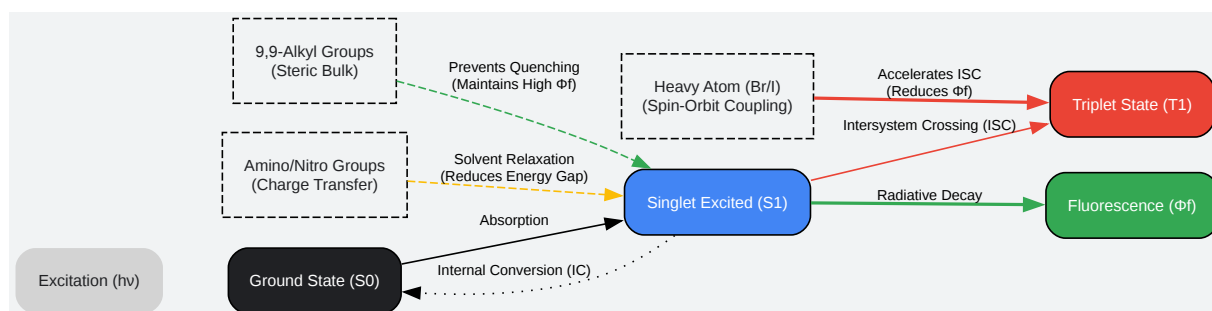 9,9-Alkyl Groups
(Steric Bulk)
Prevents Quenching
(Maintains High Φf)
Heavy Atom (Br/I)
(Spin-Orbit Coupling)
Accelerates ISC
(Reduces Φf)
Triplet State (T1)
Intersystem Crossing (ISC)
Amino/Nitro Groups
(Charge Transfer)
Solvent Relaxation
(Reduces Energy Gap)
Singlet Excited (S1)
Radiative Decay
Fluorescence (Φf)
Absorption
Excitation (hν)
Ground State (S0)
Internal Conversion (IC)